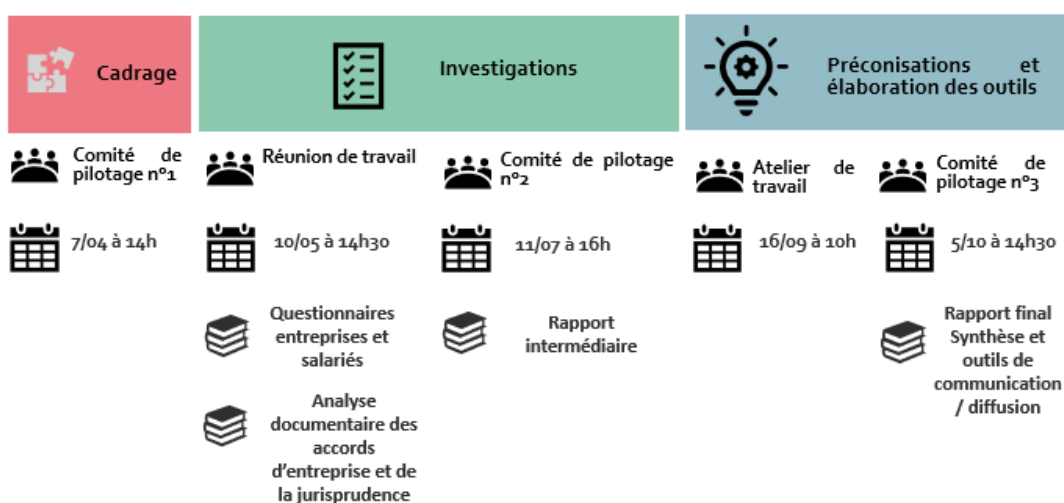 Cadrage
Investigations
Préconisations et
élaboration des outils
Comité de
pilotage n°1
Réunion de travail
Comité de pilotage
n°2
Atelier de
travail
Comité de
pilotage n°3
7/04 à 14h
10/05 à 14h30
11/07 à 16h
16/09 à 10h
5/10 à 14h30
Questionnaires
entreprises et
salariés
Rapport
intermédiaire
Rapport final
Synthèse et
outils de
communication
/ diffusion
Analyse
documentaire des
accords
d'entreprise et de
la jurisprudence